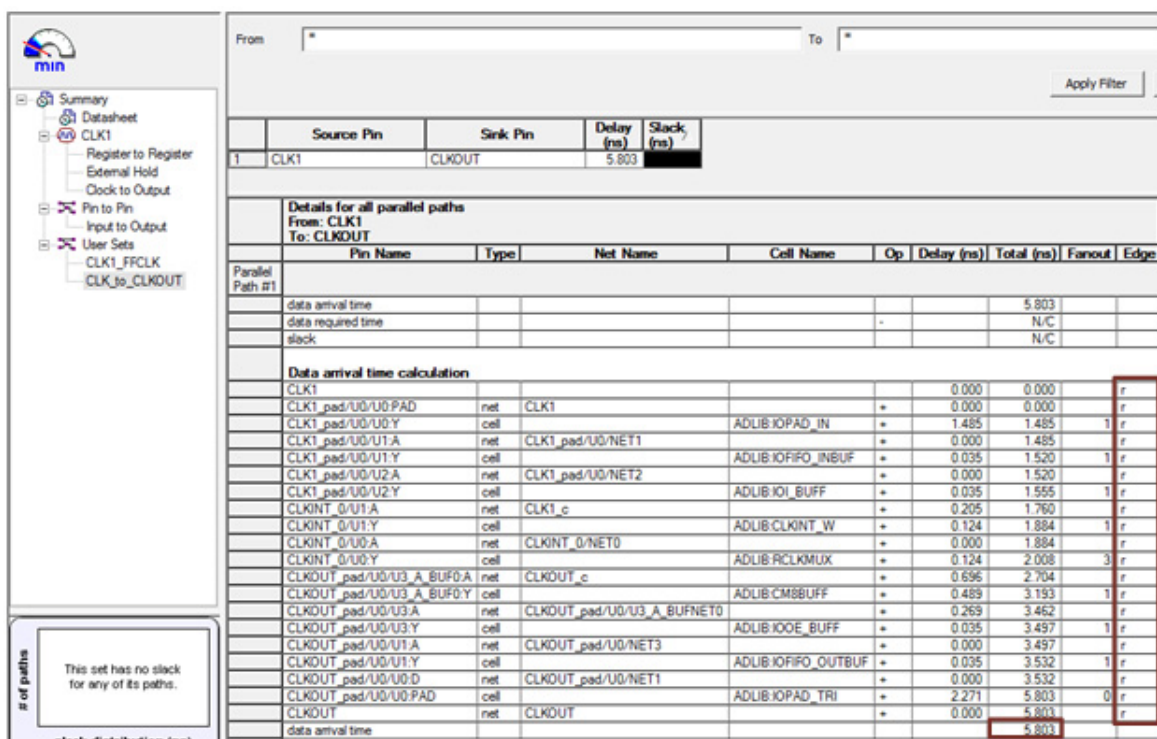 From * To *
min
Apply Filter
Summary
Datasheet
CLK1
Register to Register
External Hold
Clock to Output
Pin to Pin
Input to Output
User Sets
CLK1_FFCLK
CLK_to_CLKOUT
Source Pin Sink Pin Delay (ns) Slack (ns)
1 CLK1 CLKOUT 5.803
Details for all parallel paths
From: CLK1
To: CLKOUT
Pin Name Type Net Name Cell Name Op Delay (ns) Total (ns) Fanout Edge
Parallel
Path #1
data arrival time 5.803
data required time - N/C
slack N/C
Data arrival time calculation
CLK1 0.000 0.000 r
CLK1_pad/U0/U0:PAD net CLK1 + 0.000 0.000 r
CLK1_pad/U0/U0:Y cell ADLIB:IOPAD_IN + 1.485 1.485 1 r
CLK1_pad/U0/U1:A net CLK1_pad/U0/NET1 + 0.000 1.485 r
CLK1_pad/U0/U1:Y cell ADLIB:IOFIFO_INBUF + 0.035 1.520 1 r
CLK1_pad/U0/U2:A net CLK1_pad/U0/NET2 + 0.000 1.520 r
CLK1_pad/U0/U2:Y cell ADLIB:IOI_BUFF + 0.035 1.555 1 r
CLKINT_0/U1:A net CLK1_c + 0.205 1.760 r
CLKINT_0/U1:Y cell ADLIB:CLKINT_W + 0.124 1.884 1 r
CLKINT_0/U0:A net CLKINT_0/NET0 + 0.000 1.884 r
CLKINT_0/U0:Y cell ADLIB:RCLKMUX + 0.124 2.008 3 r
CLKOUT_pad/U0/U3_A_BUF0:A net CLKOUT_c + 0.696 2.704 r
CLKOUT_pad/U0/U3_A_BUF0:Y cell ADLIB:CM8BUFF + 0.489 3.193 1 r
CLKOUT_pad/U0/U3:A net CLKOUT_pad/U0/U3_A_BUFNET0 + 0.269 3.462 r
CLKOUT_pad/U0/U3:Y cell ADLIB:IOOE_BUFF + 0.035 3.497 1 r
CLKOUT_pad/U0/U1:A net CLKOUT_pad/U0/NET3 + 0.000 3.497 r
CLKOUT_pad/U0/U1:Y cell ADLIB:IOFIFO_OUTBUF + 0.035 3.532 1 r
CLKOUT_pad/U0/U0:D net CLKOUT_pad/U0/NET1 + 0.000 3.532 r
CLKOUT_pad/U0/U0:PAD cell ADLIB:IOPAD_TRI + 2.271 5.803 0 r
CLKOUT net CLKOUT + 0.000 5.803 r
data arrival time 5.803
# of paths
This set has no slack
for any of its paths.